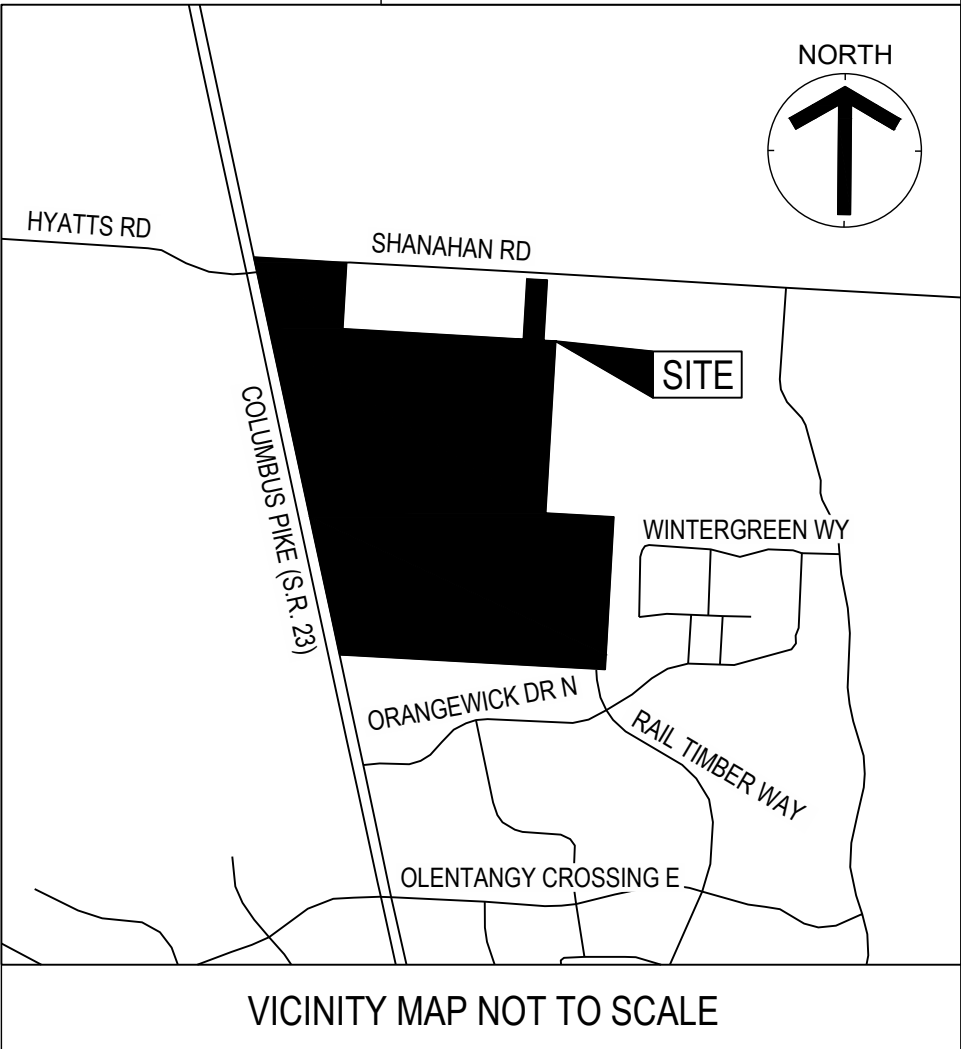 NORTH
HYATTS RD
SHANAHAN RD
SITE
COLUMBUS PIKE (S.R. 23)
WINTERGREEN WY
ORANGEWICK DR N
RAIL TIMBER WAY
OLENTANGY CROSSING E
VICINITY MAP NOT TO SCALE